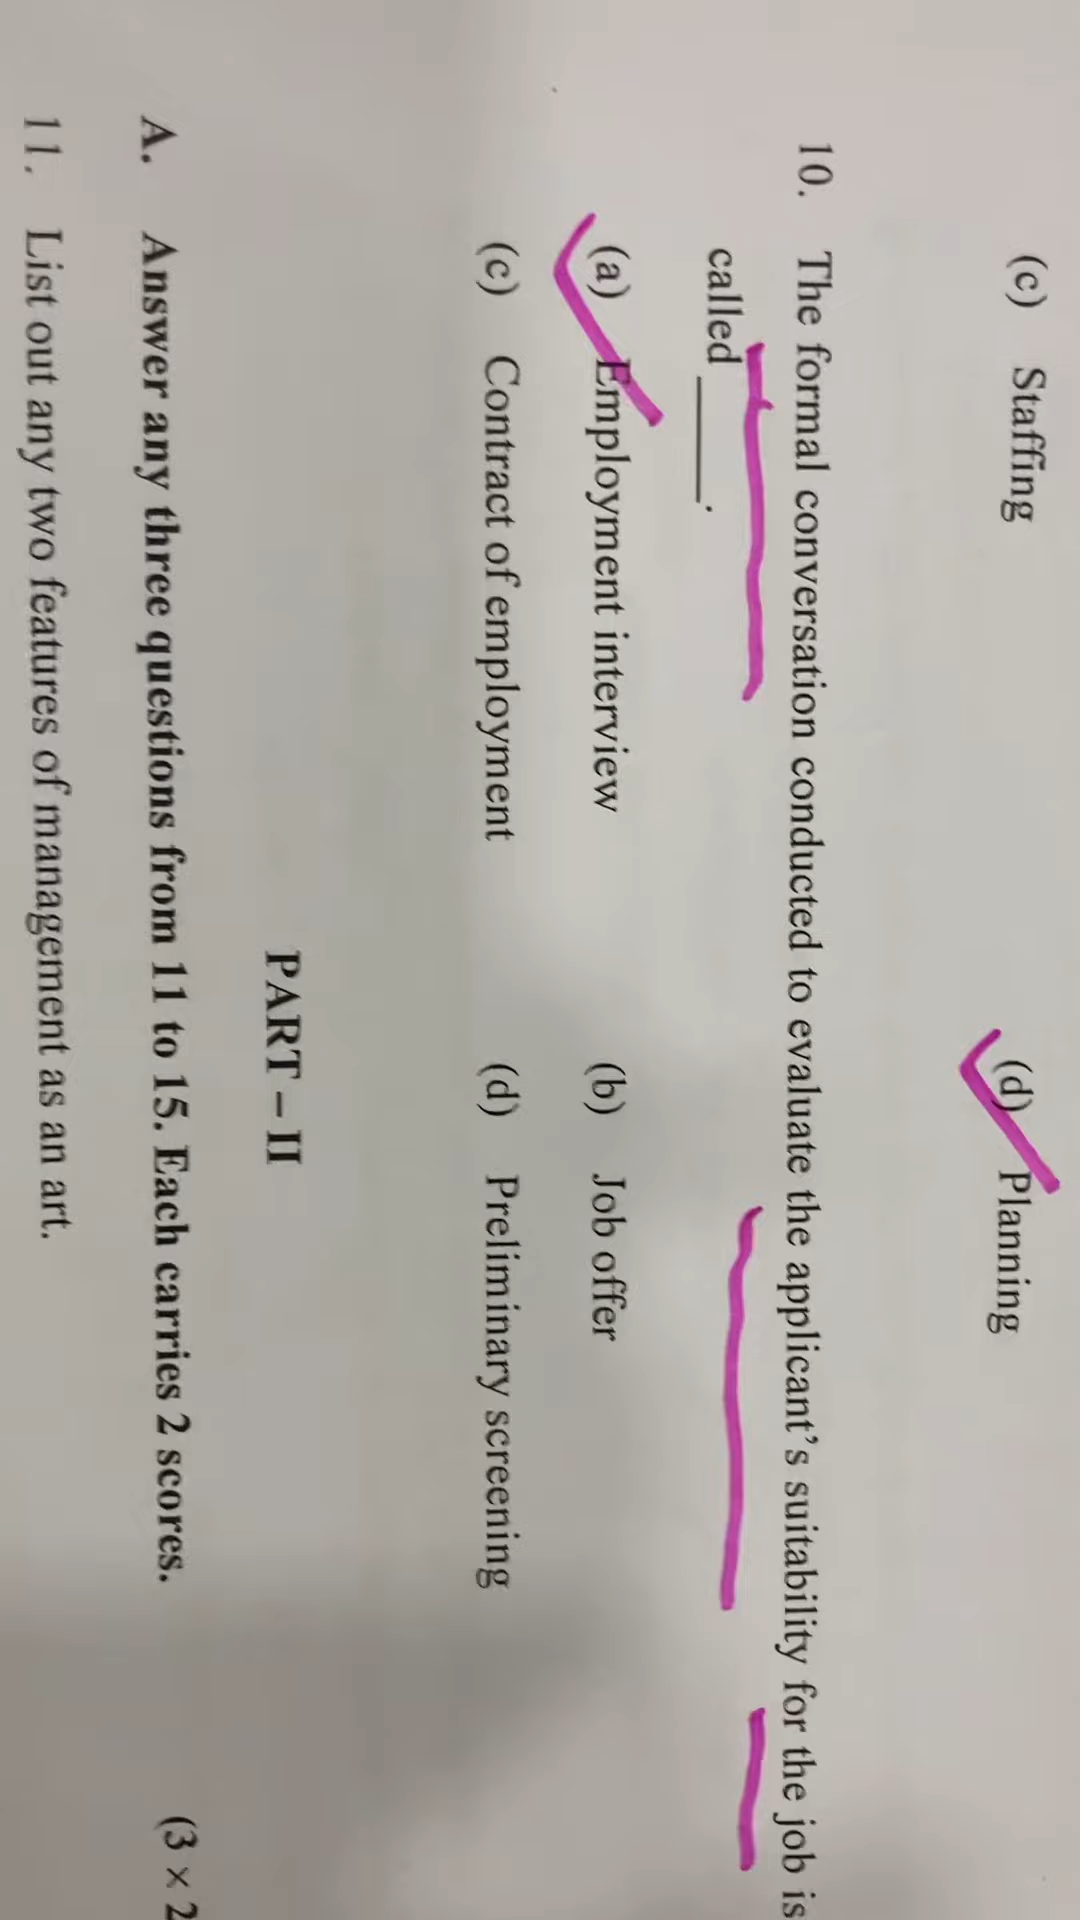 (c) Staffing (d) Planning
10. The formal conversation conducted to evaluate the applicant's suitability for the job is
called ______.
(a) Employment interview (b) Job offer
(c) Contract of employment (d) Preliminary screening
PART – II
A. Answer any three questions from 11 to 15. Each carries 2 scores. (3 × 2
11. List out any two features of management as an art.